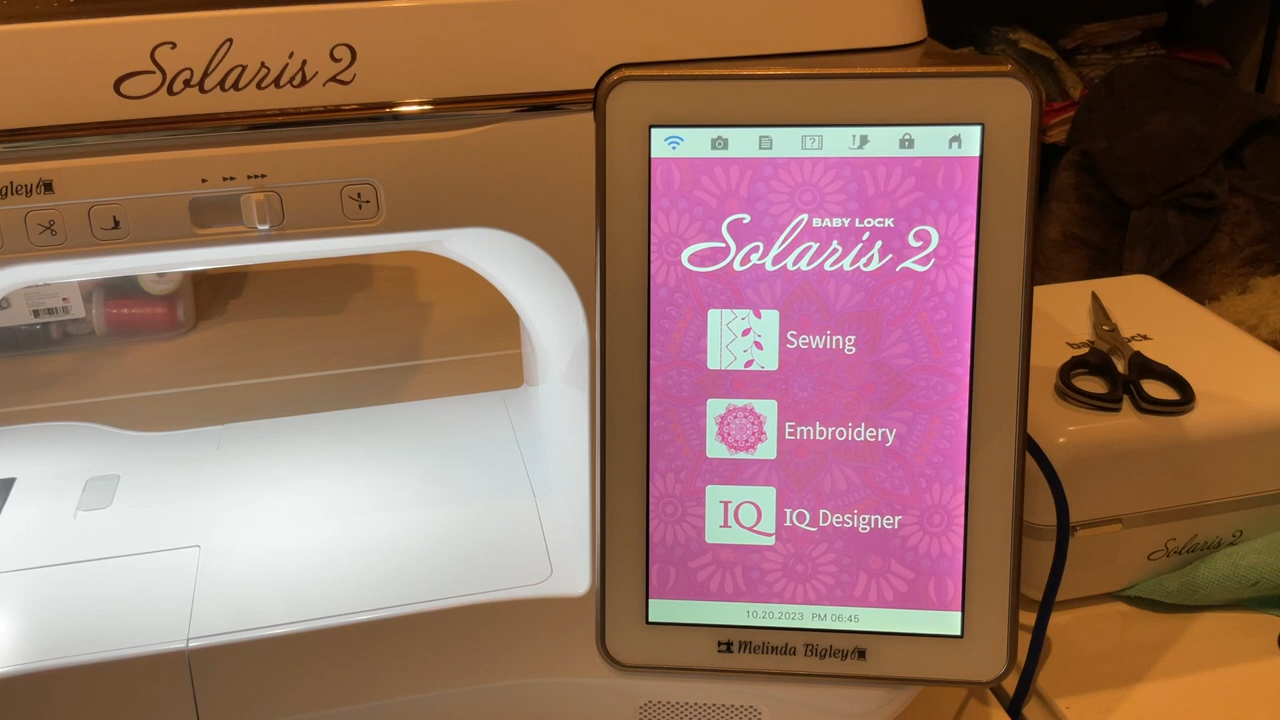 Solaris 2
gley
BABY LOCK
Solaris 2
Sewing
Embroidery
IQ
IQ Designer
10.20.2023 PM 06:45
Melinda Bigley
Solaris 2